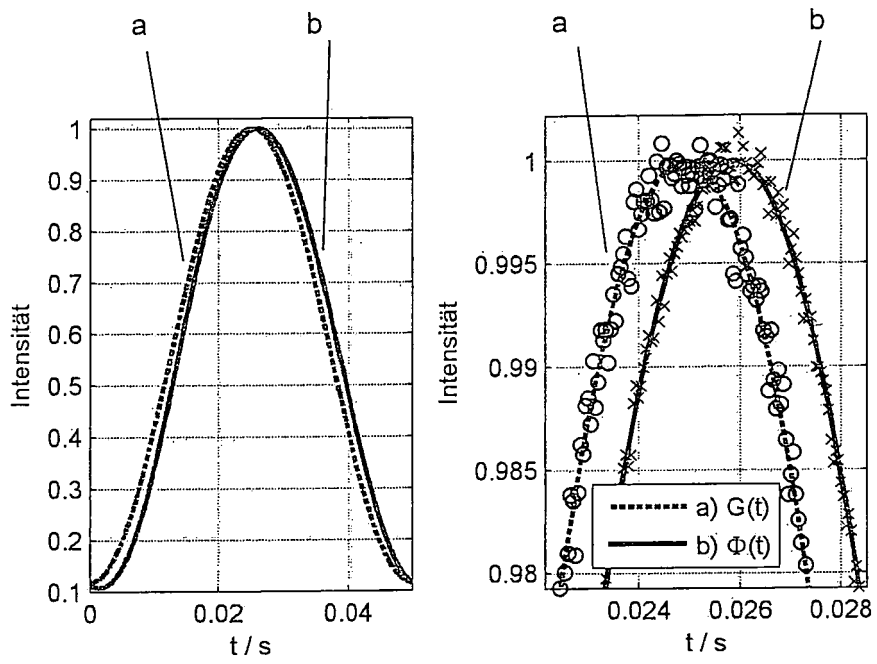 a
b
1
0.9
0.8
0.7
0.6
0.5
0.4
0.3
0.2
0.1
Intensität
0
0.02
0.04
t / s
a
b
1
0.995
0.99
0.985
0.98
Intensität
a) G(t)
b) Φ(t)
0.024
0.026
0.028
t / s